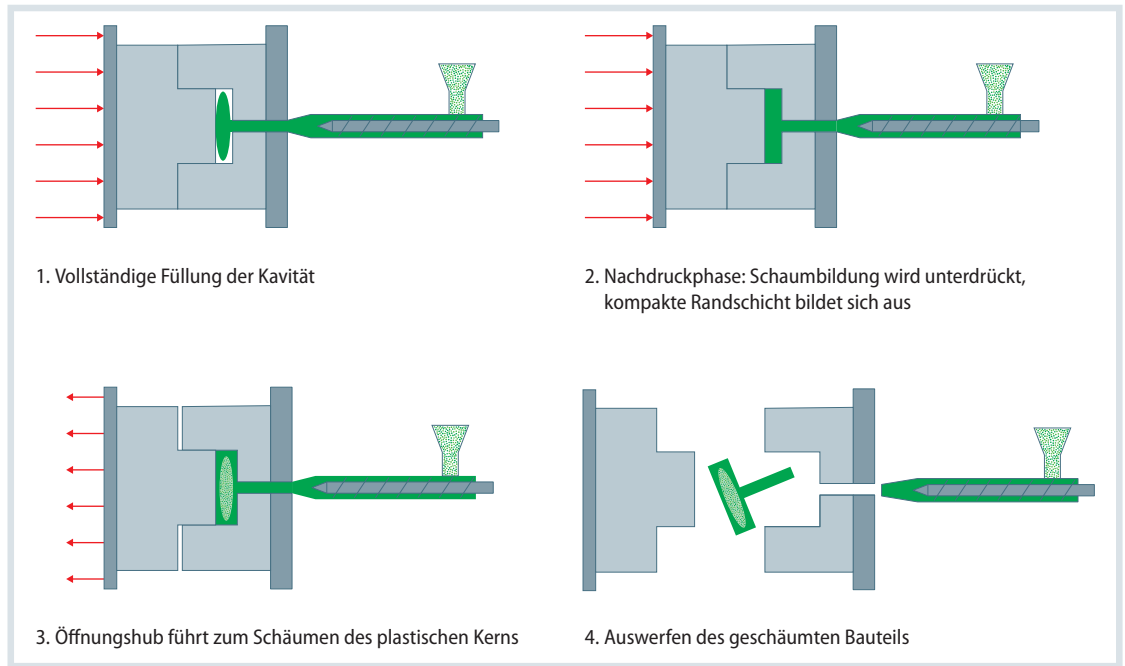 1. Vollständige Füllung der Kavität
2. Nachdruckphase: Schaumbildung wird unterdrückt,
kompakte Randschicht bildet sich aus
3. Öffnungshub führt zum Schäumen des plastischen Kerns
4. Auswerfen des geschäumten Bauteils